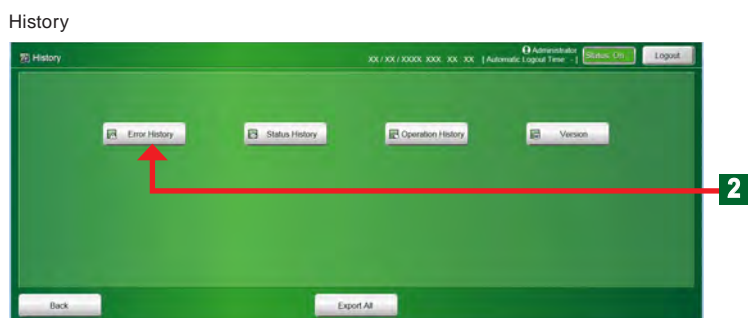 History
History
XX / XX / XXXX XXX XX XX [ Automatic Logout Time: - ]
Administrator
Status: On
Logout
Error History
Status History
Operation History
Version
2
Back
Export All